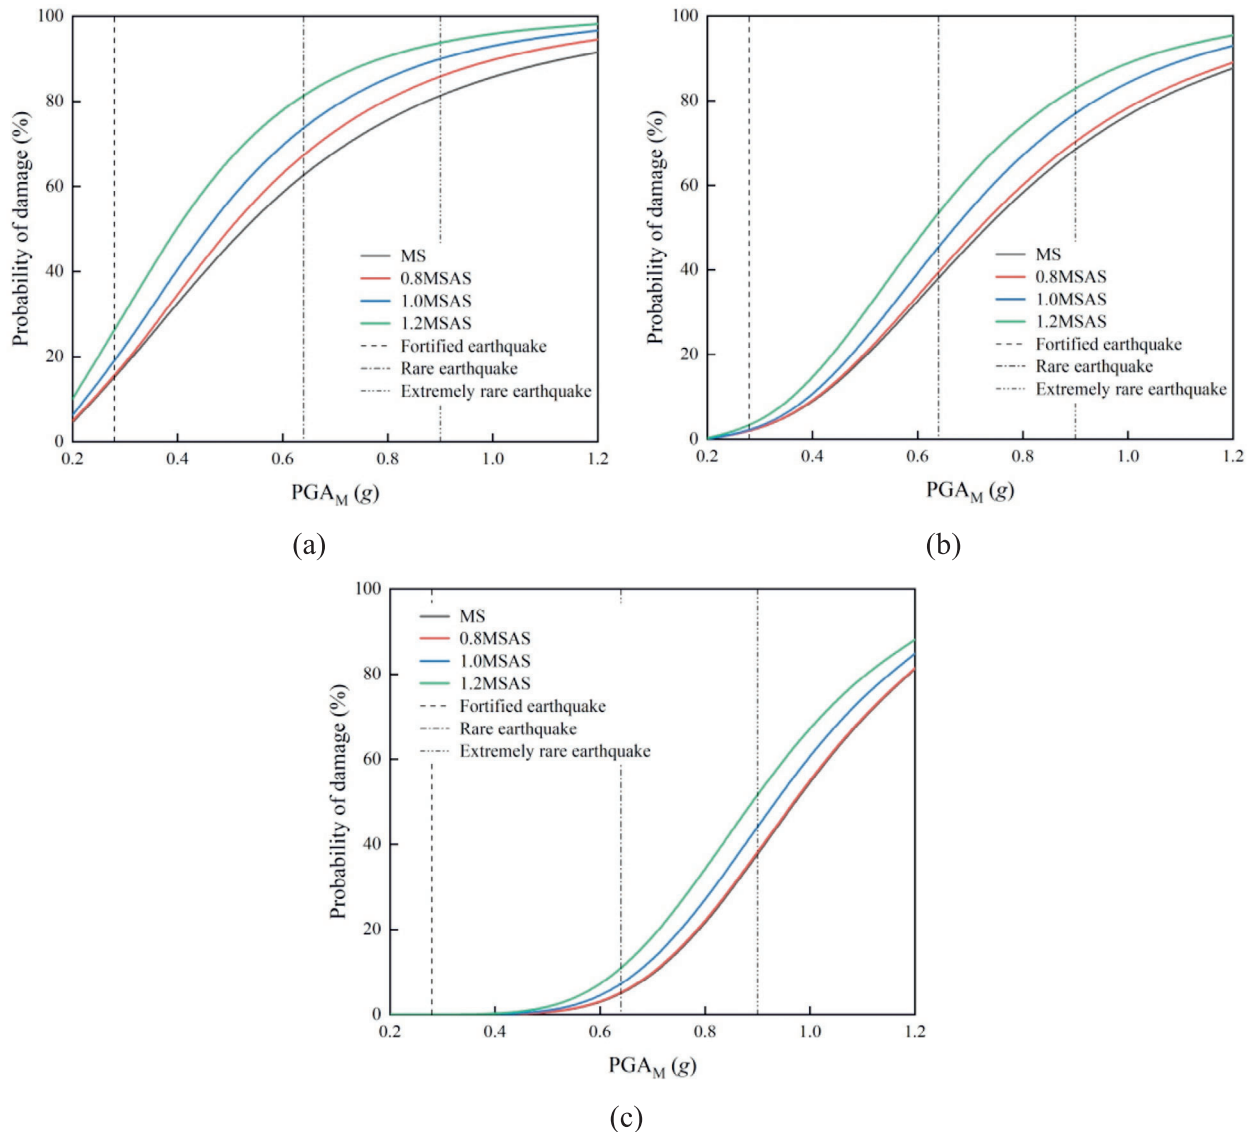 100
80
60
40
20
0
Probability of damage (%)
MS
0.8MSAS
1.0MSAS
1.2MSAS
Fortified earthquake
Rare earthquake
Extremely rare earthquake
0.2 0.4 0.6 0.8 1.0 1.2
PGA_M (g)
(a)
100
80
60
40
20
0
Probability of damage (%)
MS
0.8MSAS
1.0MSAS
1.2MSAS
Fortified earthquake
Rare earthquake
Extremely rare earthquake
0.2 0.4 0.6 0.8 1.0 1.2
PGA_M (g)
(b)
100
80
60
40
20
0
Probability of damage (%)
MS
0.8MSAS
1.0MSAS
1.2MSAS
Fortified earthquake
Rare earthquake
Extremely rare earthquake
0.2 0.4 0.6 0.8 1.0 1.2
PGA_M (g)
(c)